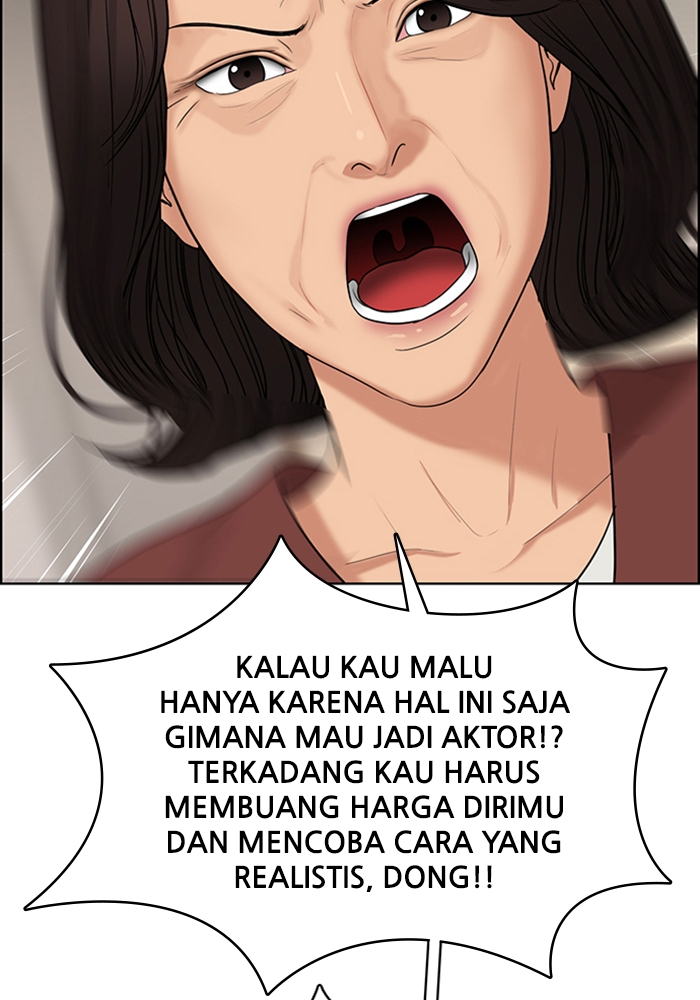 KALAU KAU MALU
HANYA KARENA HAL INI SAJA
GIMANA MAU JADI AKTOR!?
TERKADANG KAU HARUS
MEMBUANG HARGA DIRIMU
DAN MENCOBA CARA YANG
REALISTIS, DONG!!